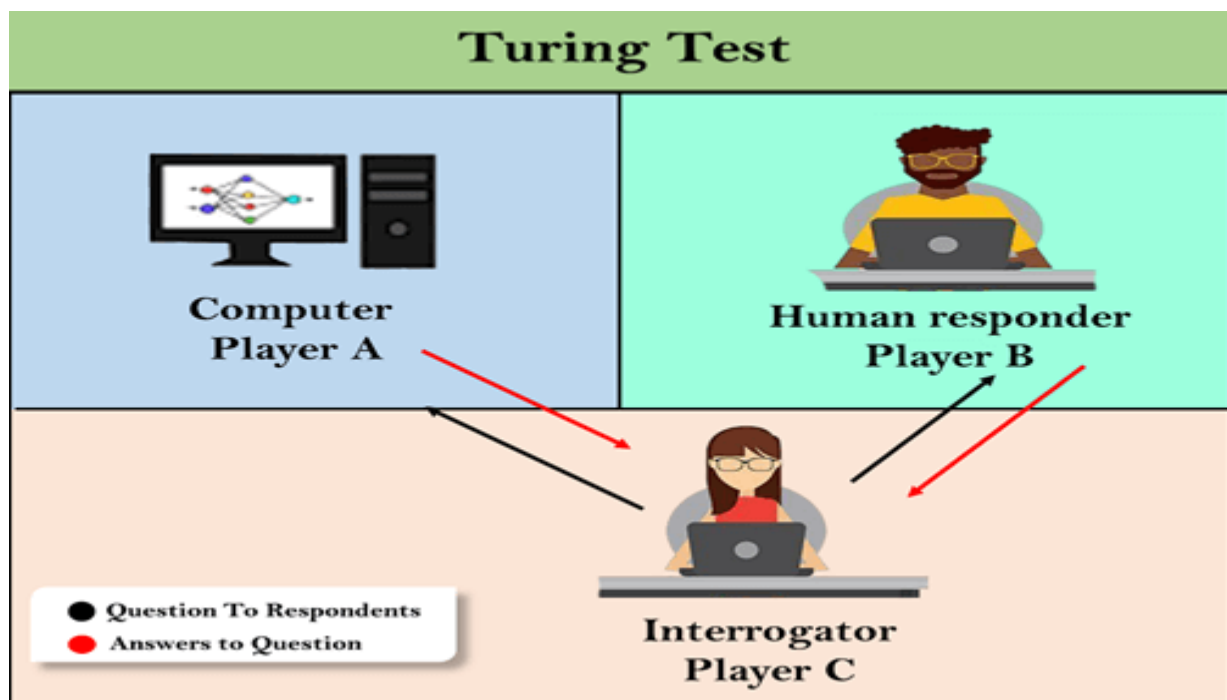 Turing Test
Computer
Player A
Human responder
Player B
Question To Respondents
Answers to Question
Interrogator
Player C